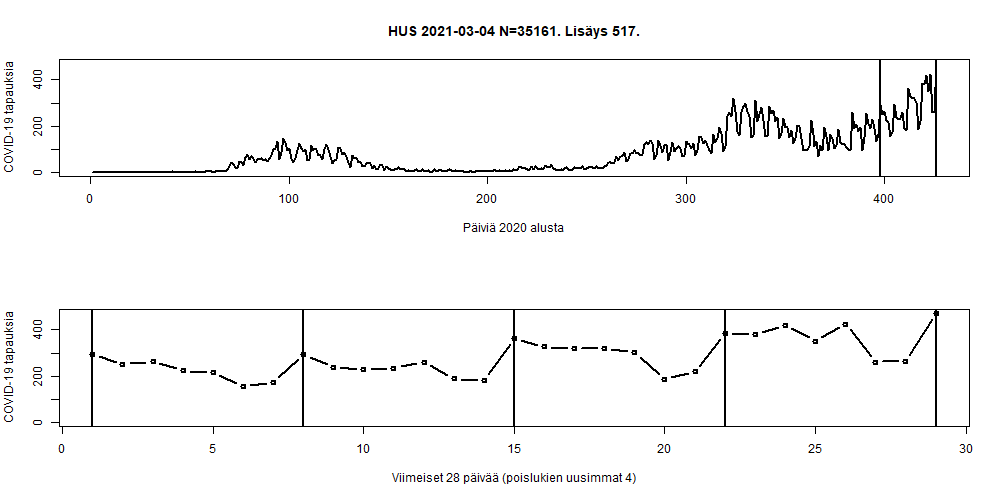 HUS 2021-03-04 N=35161. Lisäys 517.
COVID-19 tapauksia
400
200
0
0 100 200 300 400
Päiviä 2020 alusta
COVID-19 tapauksia
400
200
0
0 5 10 15 20 25 30
Viimeiset 28 päivää (poislukien uusimmat 4)